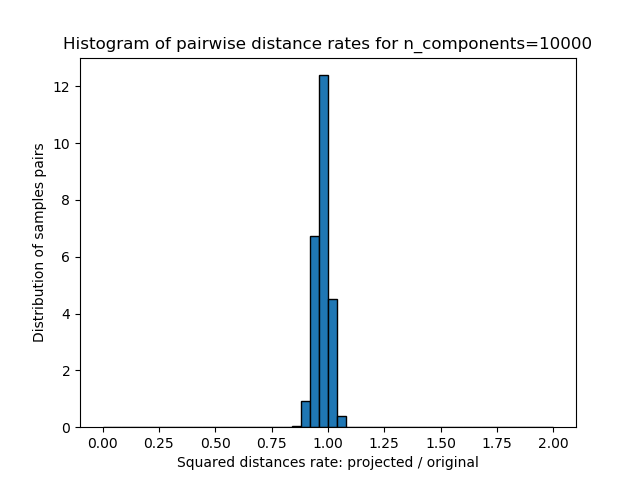 Histogram of pairwise distance rates for n_components=10000
Distribution of samples pairs
12
10
8
6
4
2
0
0.00 0.25 0.50 0.75 1.00 1.25 1.50 1.75 2.00
Squared distances rate: projected / original